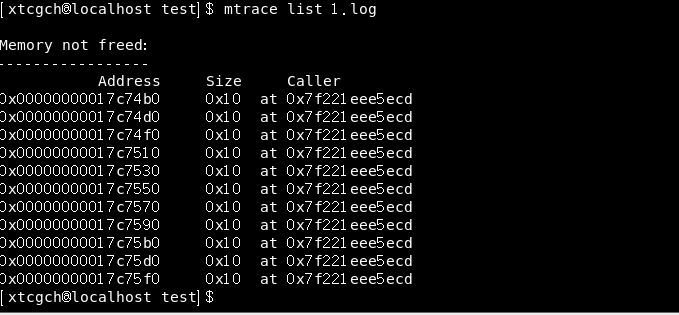 [xtcgch@localhost test]$ mtrace list 1.log
Memory not freed:
-----------------
Address Size Caller
0x00000000017c74b0 0x10 at 0x7f221eee5ecd
0x00000000017c74d0 0x10 at 0x7f221eee5ecd
0x00000000017c74f0 0x10 at 0x7f221eee5ecd
0x00000000017c7510 0x10 at 0x7f221eee5ecd
0x00000000017c7530 0x10 at 0x7f221eee5ecd
0x00000000017c7550 0x10 at 0x7f221eee5ecd
0x00000000017c7570 0x10 at 0x7f221eee5ecd
0x00000000017c7590 0x10 at 0x7f221eee5ecd
0x00000000017c75b0 0x10 at 0x7f221eee5ecd
0x00000000017c75d0 0x10 at 0x7f221eee5ecd
0x00000000017c75f0 0x10 at 0x7f221eee5ecd
[xtcgch@localhost test]$